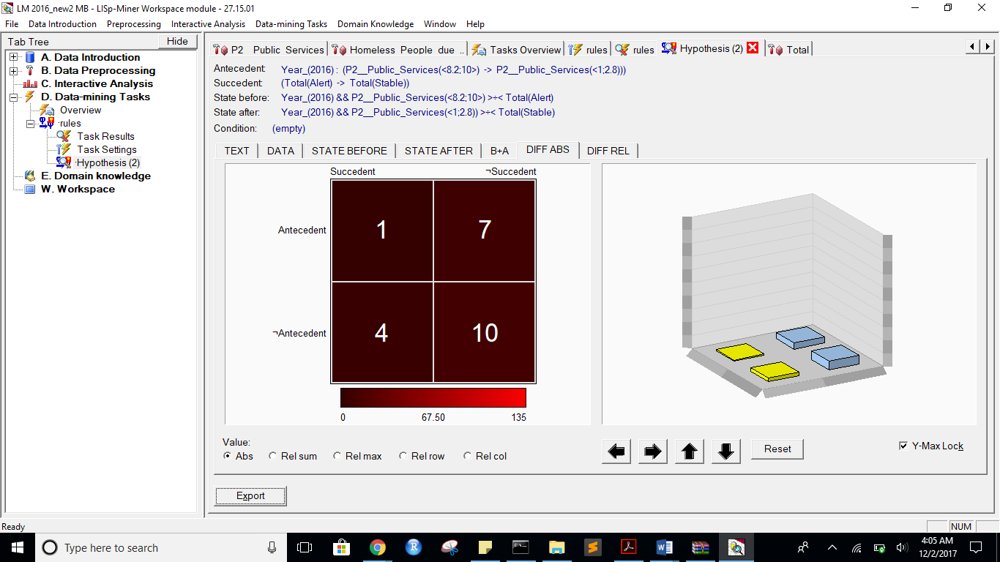 LM 2016_new2 MB - LISp-Miner Workspace module - 27.15.01
File Data Introduction Preprocessing Interactive Analysis Data-mining Tasks Domain Knowledge Window Help
Tab Tree Hide
A. Data Introduction
B. Data Preprocessing
C. Interactive Analysis
D. Data-mining Tasks
Overview
rules
Task Results
Task Settings
Hypothesis (2)
E. Domain knowledge
W. Workspace
P2 Public Services Homeless People due .. Tasks Overview rules rules Hypothesis (2) Total
Antecedent: Year_(2016) : (P2__Public_Services(<8.2;10>) -> P2__Public_Services(<1;2.8)))
Succedent: (Total(Alert) -> Total(Stable))
State before: Year_(2016) && P2__Public_Services(<8.2;10>) >÷< Total(Alert)
State after: Year_(2016) && P2__Public_Services(<1;2.8)) >÷< Total(Stable)
Condition: (empty)
TEXT DATA STATE BEFORE STATE AFTER B+A DIFF ABS DIFF REL
Succedent ¬Succedent
Antecedent 1 7
¬Antecedent 4 10
0 67.50 135
Value:
Abs Rel sum Rel max Rel row Rel col
Reset
Y-Max Lock
Export
Ready NUM
Type here to search
4:05 AM
12/2/2017